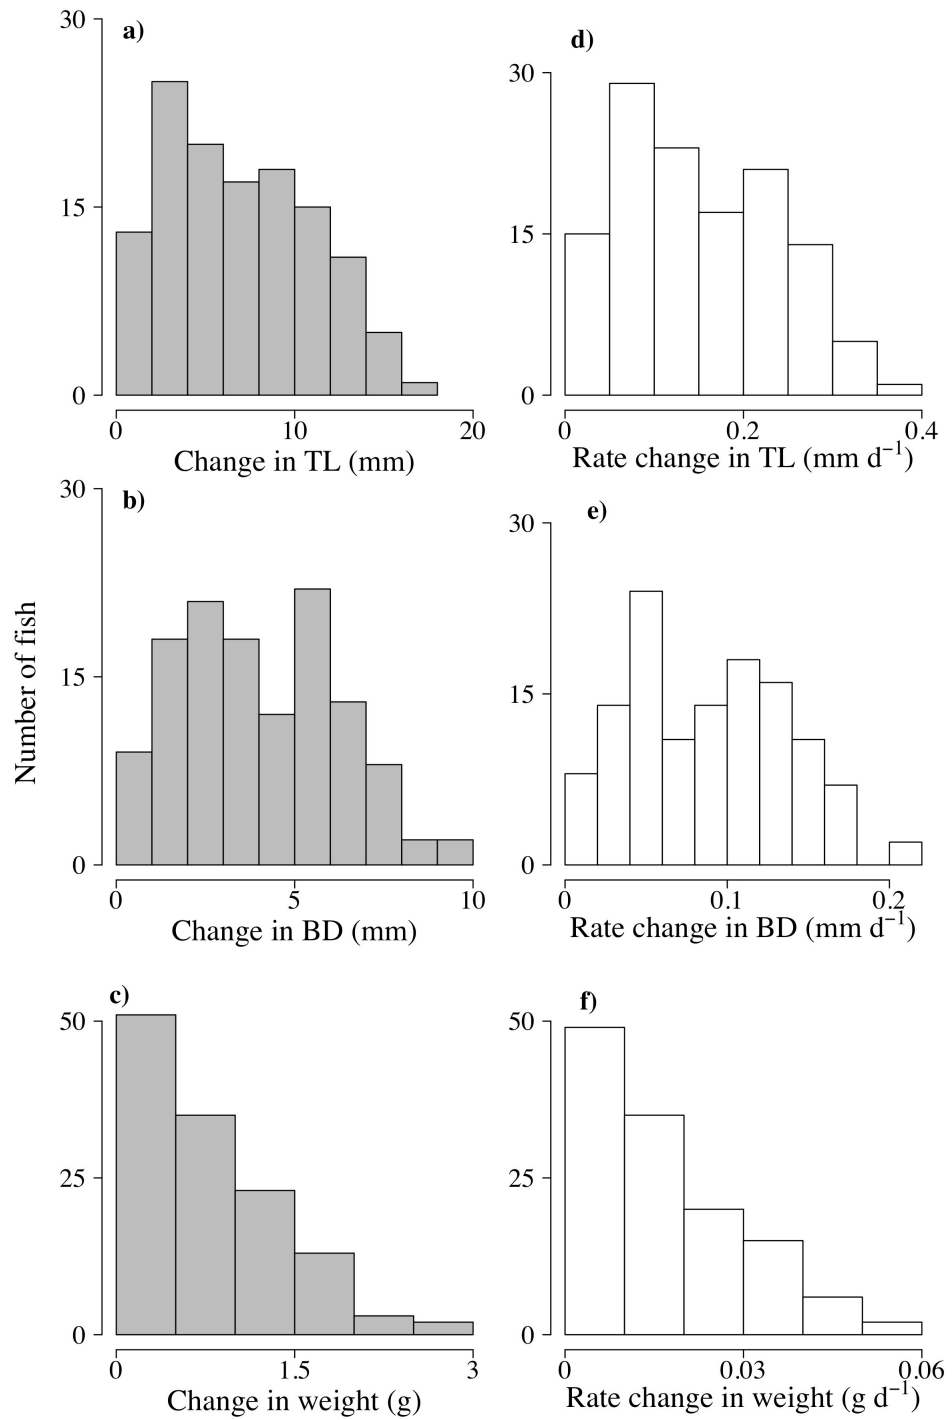 a)
30
15
0
0 10 20
Change in TL (mm)
d)
30
15
0
0 0.2 0.4
Rate change in TL (mm d⁻¹)
Number of fish
b)
30
15
0
0 5 10
Change in BD (mm)
e)
30
15
0
0 0.1 0.2
Rate change in BD (mm d⁻¹)
c)
50
25
0
0 1.5 3
Change in weight (g)
f)
50
25
0
0 0.03 0.06
Rate change in weight (g d⁻¹)